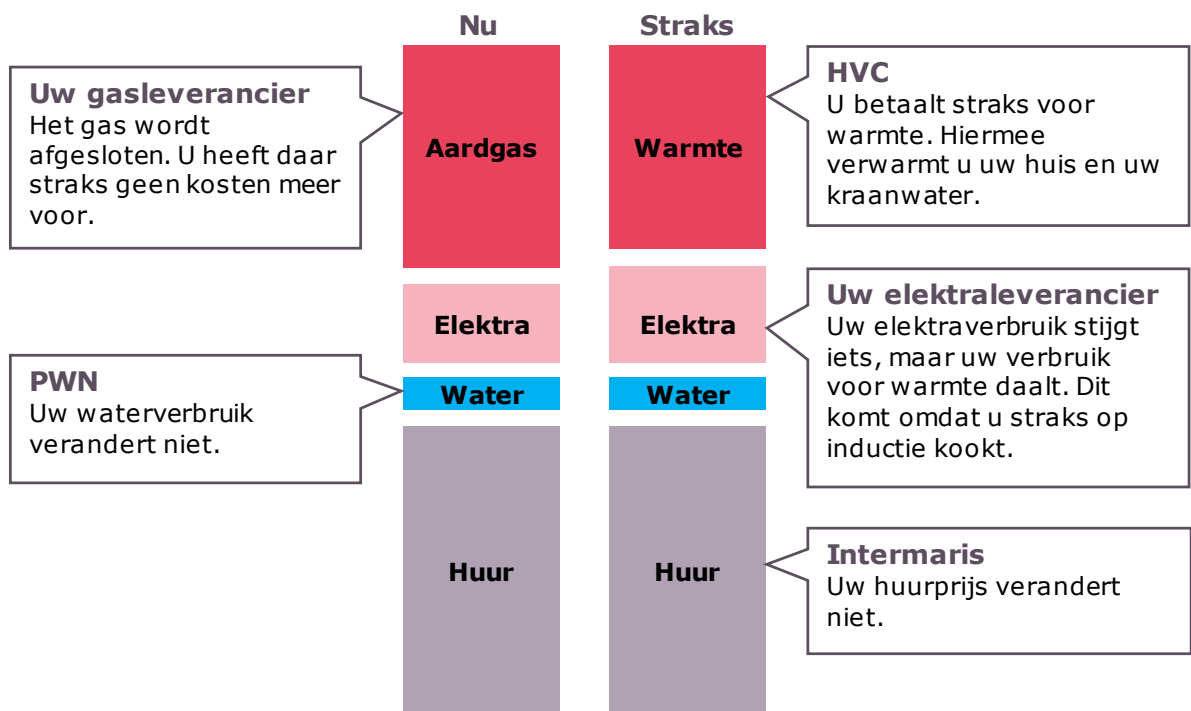 Nu
Straks
Uw gasleverancier
Het gas wordt
afgesloten. U heeft daar
straks geen kosten meer
voor.
Aardgas
Warmte
HVC
U betaalt straks voor
warmte. Hiermee
verwarmt u uw huis en uw
kraanwater.
Elektra
Elektra
Uw elektraleverancier
Uw elektraverbruik stijgt
iets, maar uw verbruik
voor warmte daalt. Dit
komt omdat u straks op
inductie kookt.
PWN
Uw waterverbruik
verandert niet.
Water
Water
Huur
Huur
Intermaris
Uw huurprijs verandert
niet.